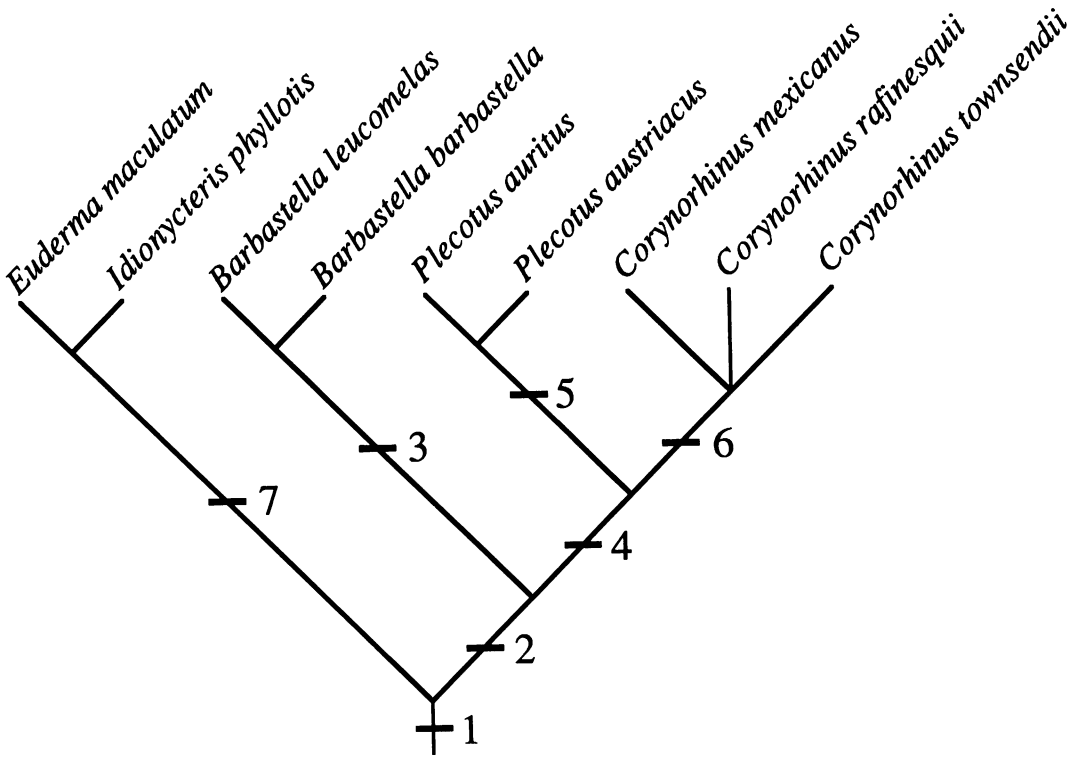 Euderma maculatum
Idionycteris phyllotis
Barbastella leucomelas
Barbastella barbastella
Plecotus auritus
Plecotus austriacus
Corynorhinus mexicanus
Corynorhinus rafinesquii
Corynorhinus townsendii
5
3
6
7
4
2
1